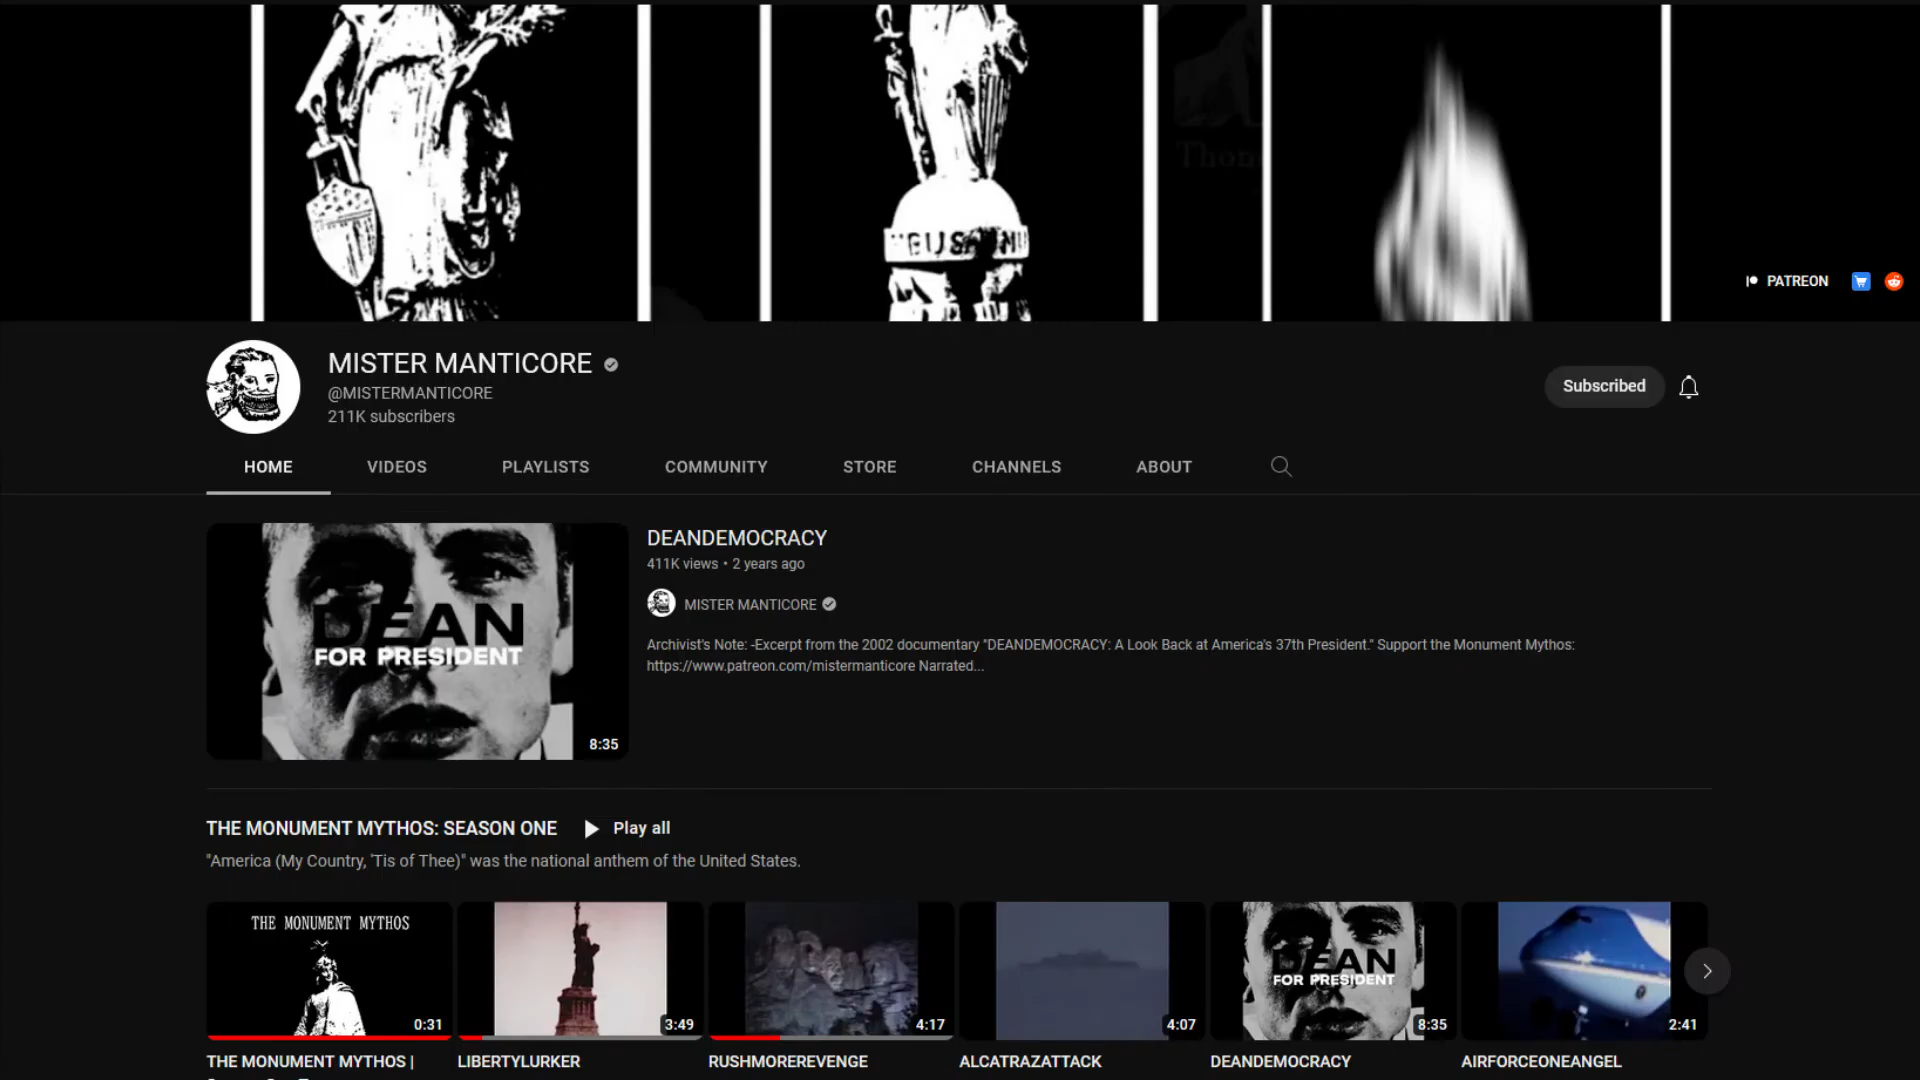 PATREON
MISTER MANTICORE
@MISTERMANTICORE
211K subscribers
Subscribed
HOME
VIDEOS
PLAYLISTS
COMMUNITY
STORE
CHANNELS
ABOUT
DEAN
FOR PRESIDENT
8:35
DEANDEMOCRACY
411K views • 2 years ago
MISTER MANTICORE
Archivist's Note: -Excerpt from the 2002 documentary "DEANDEMOCRACY: A Look Back at America's 37th President." Support the Monument Mythos:
https://www.patreon.com/mistermanticore Narrated...
THE MONUMENT MYTHOS: SEASON ONE
Play all
"America (My Country, 'Tis of Thee)" was the national anthem of the United States.
THE MONUMENT MYTHOS
0:31
3:49
4:17
4:07
DEAN
FOR PRESIDENT
8:35
2:41
THE MONUMENT MYTHOS |
LIBERTYLURKER
RUSHMOREREVENGE
ALCATRAZATTACK
DEANDEMOCRACY
AIRFORCEONEANGEL